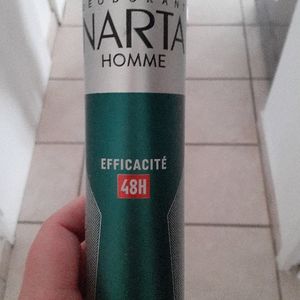 DEODORANT
NARTA
HOMME
EFFICACITÉ
48H